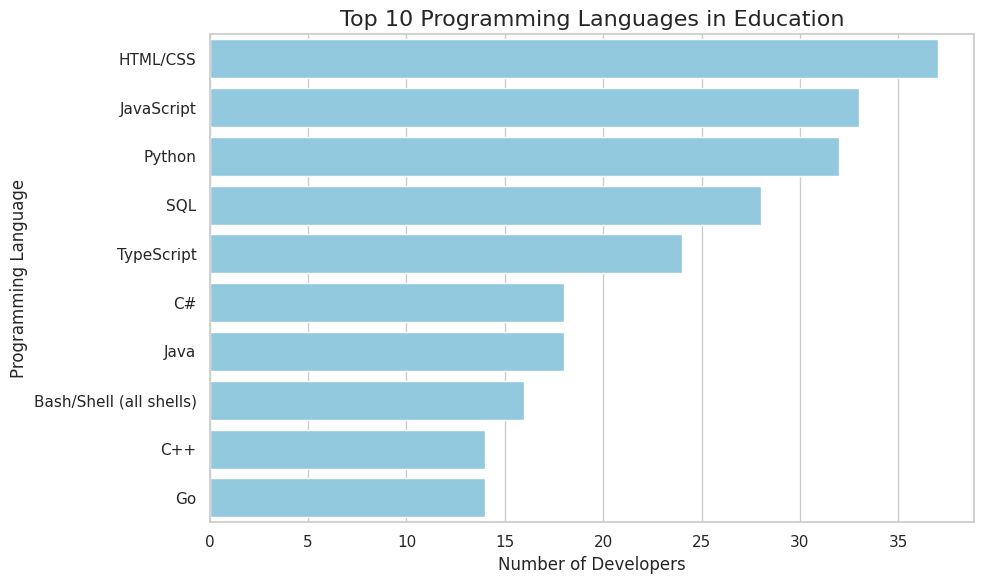 Top 10 Programming Languages in Education
Programming Language
HTML/CSS
JavaScript
Python
SQL
TypeScript
C#
Java
Bash/Shell (all shells)
C++
Go
0 5 10 15 20 25 30 35
Number of Developers